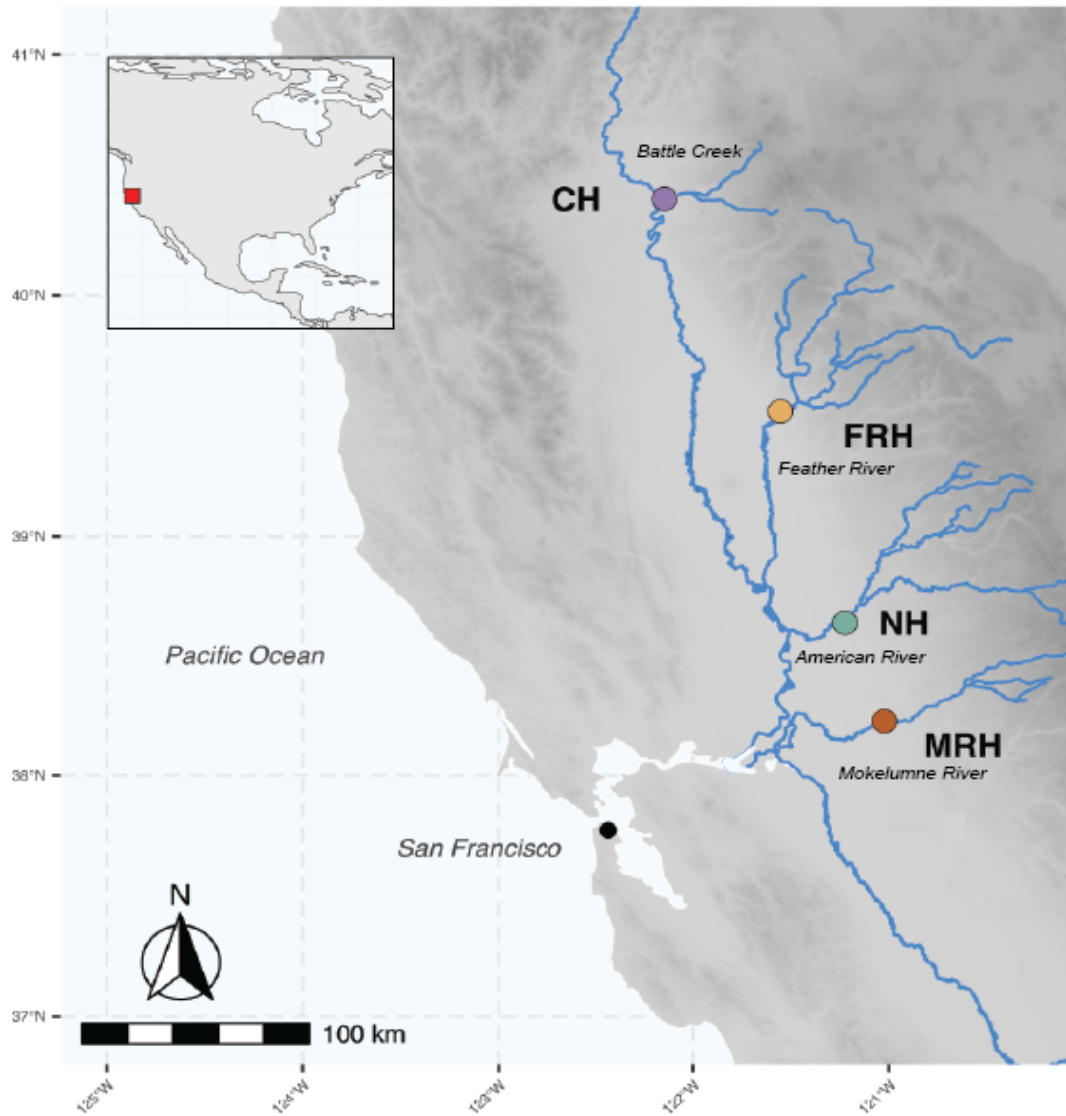 41°N
Battle Creek
CH
40°N
FRH
Feather River
39°N
NH
American River
Pacific Ocean
MRH
Mokelumne River
38°N
San Francisco
N
37°N
100 km
125°W
124°W
123°W
122°W
121°W